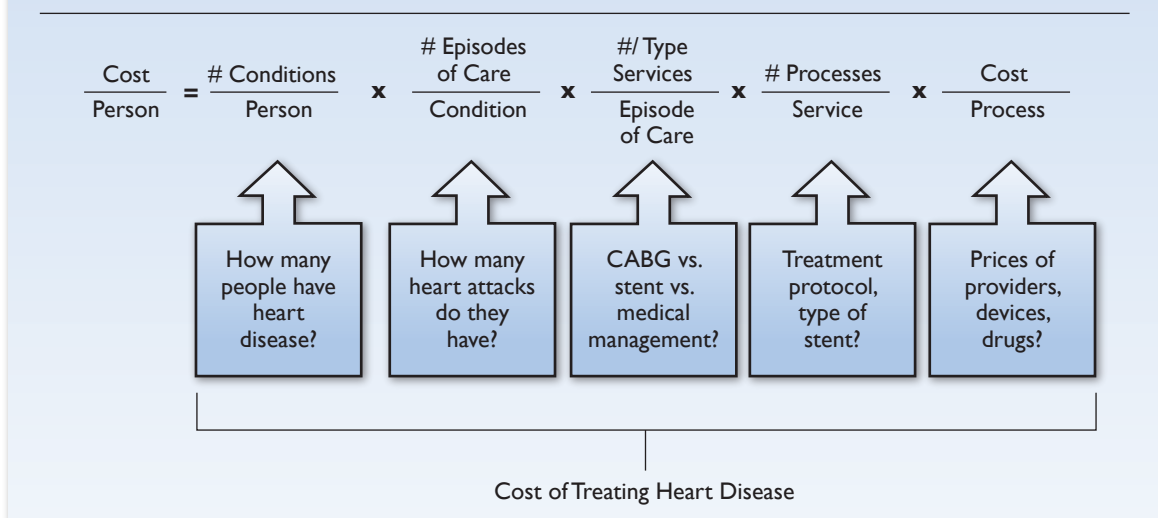 # Episodes
#/ Type
Cost
# Conditions
of Care
Services
# Processes
Cost
=
x
x
x
x
Person
Person
Condition
Episode
Service
Process
of Care
How many
people have
heart
disease?
How many
heart attacks
do they
have?
CABG vs.
stent vs.
medical
management?
Treatment
protocol,
type of
stent?
Prices of
providers,
devices,
drugs?
Cost of Treating Heart Disease